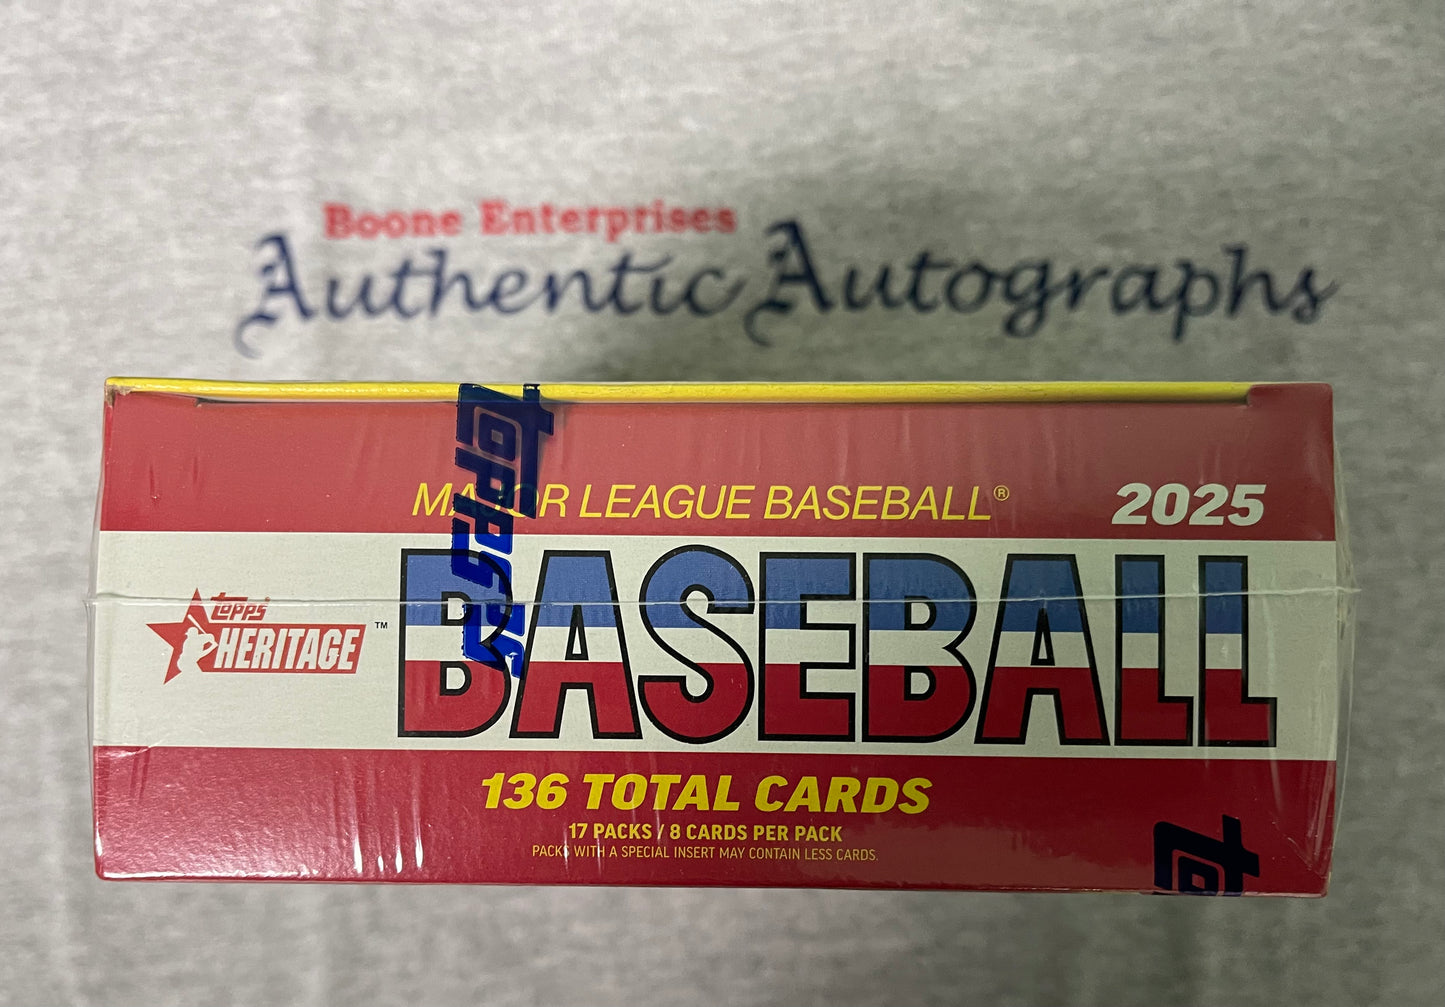 Boone Enterprises
Authentic Autographs
topps
MAJOR LEAGUE BASEBALL® 2025
topps
BASEBALL
topps
HERITAGE™
136 TOTAL CARDS
17 PACKS / 8 CARDS PER PACK
PACKS WITH A SPECIAL INSERT MAY CONTAIN LESS CARDS.